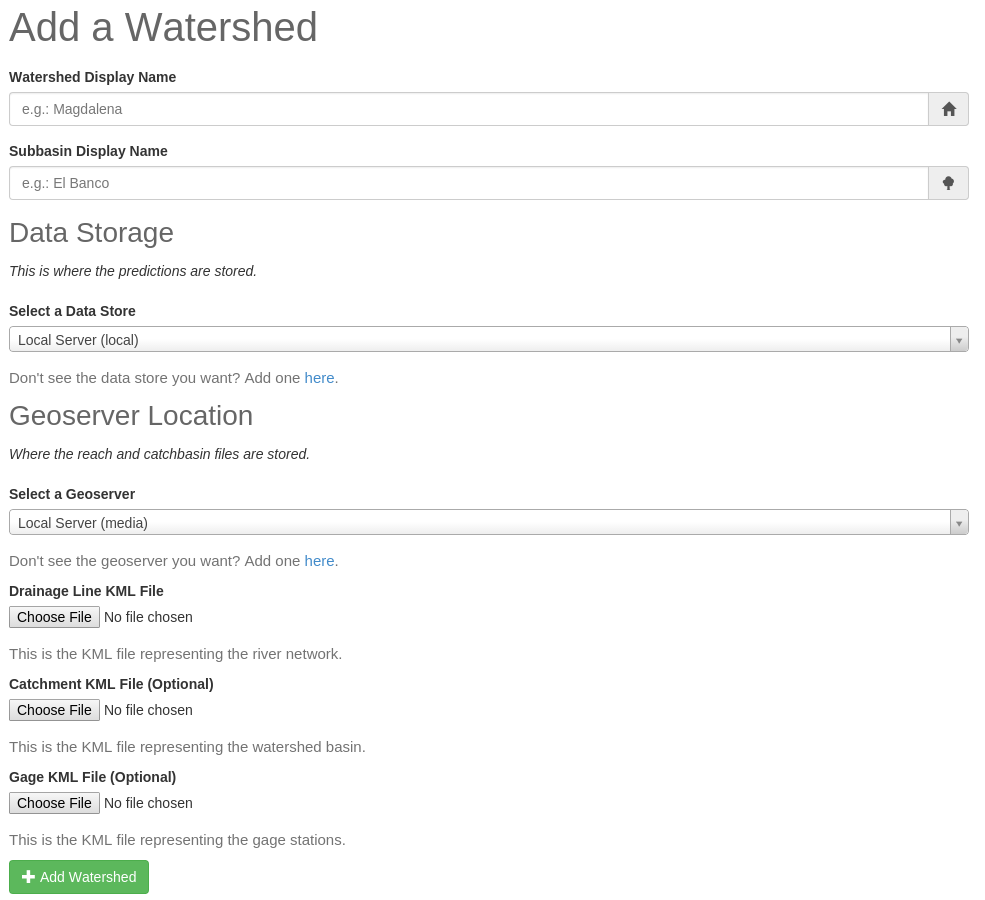 Add a Watershed
Watershed Display Name
e.g.: Magdalena
Subbasin Display Name
e.g.: El Banco
Data Storage
This is where the predictions are stored.
Select a Data Store
Local Server (local)
Don't see the data store you want? Add one here.
Geoserver Location
Where the reach and catchbasin files are stored.
Select a Geoserver
Local Server (media)
Don't see the geoserver you want? Add one here.
Drainage Line KML File
Choose File No file chosen
This is the KML file representing the river network.
Catchment KML File (Optional)
Choose File No file chosen
This is the KML file representing the watershed basin.
Gage KML File (Optional)
Choose File No file chosen
This is the KML file representing the gage stations.
Add Watershed